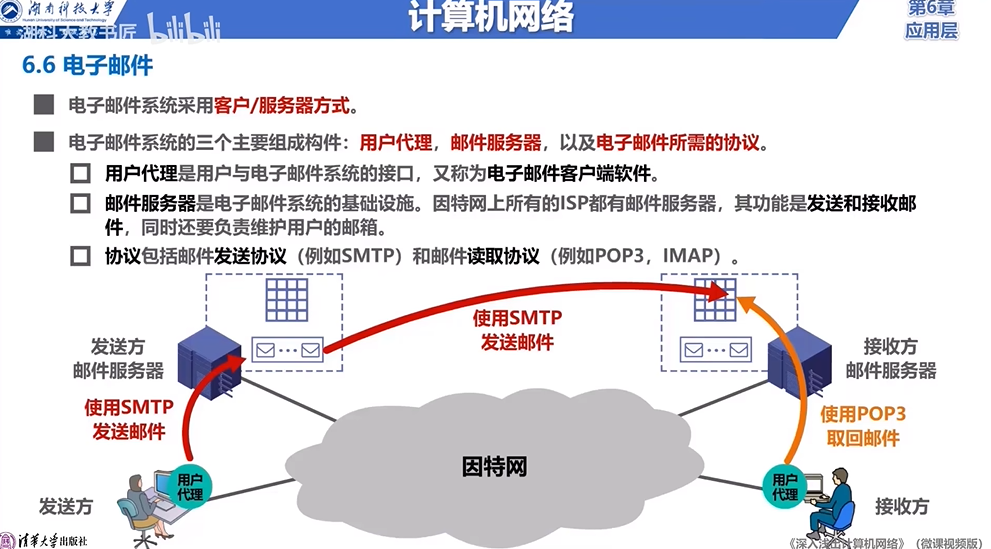 湖南科技大学
Hunan University of Science and Technology
湖科大教书匠 bilibili
计算机网络
第6章
应用层
6.6 电子邮件
电子邮件系统采用客户/服务器方式。
电子邮件系统的三个主要组成构件：用户代理，邮件服务器，以及电子邮件所需的协议。
用户代理是用户与电子邮件系统的接口，又称为电子邮件客户端软件。
邮件服务器是电子邮件系统的基础设施。因特网上所有的ISP都有邮件服务器，其功能是发送和接收邮
件，同时还要负责维护用户的邮箱。
协议包括邮件发送协议（例如SMTP）和邮件读取协议（例如POP3，IMAP）。
使用SMTP
发送邮件
发送方
邮件服务器
接收方
邮件服务器
使用SMTP
发送邮件
使用POP3
取回邮件
因特网
用户
代理
用户
代理
发送方
接收方
清华大学出版社
《深入浅出计算机网络》（微课视频版）